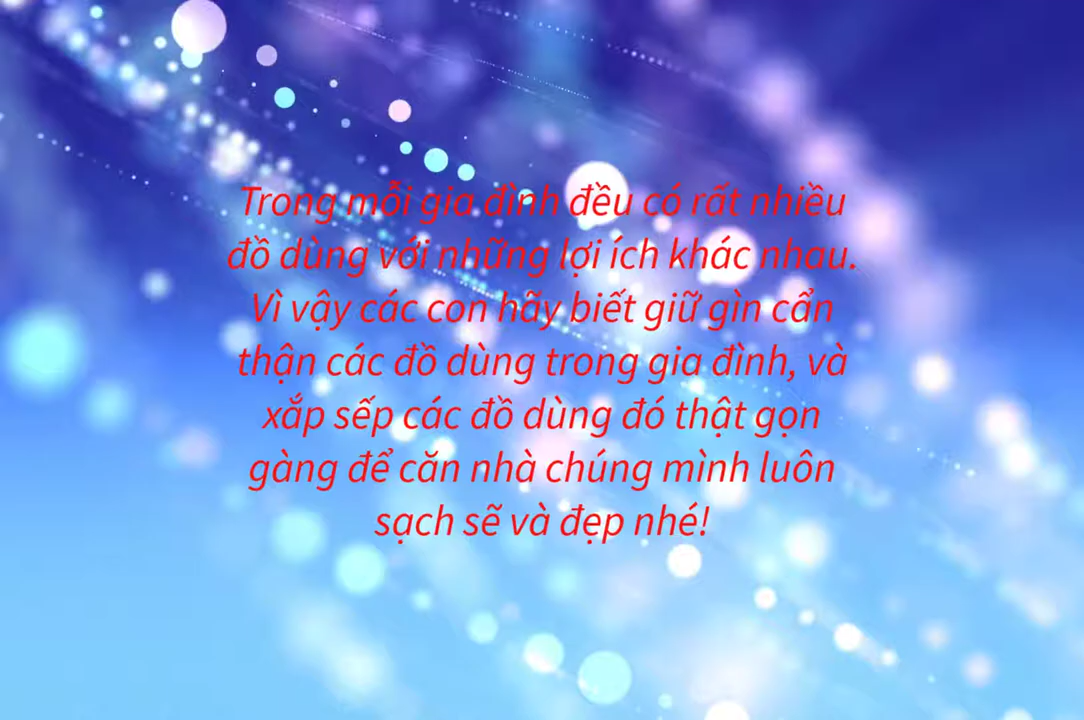 Trong mỗi gia đình đều có rất nhiều
đồ dùng với những lợi ích khác nhau.
Vì vậy các con hãy biết giữ gìn cẩn
thận các đồ dùng trong gia đình, và
xắp sếp các đồ dùng đó thật gọn
gàng để căn nhà chúng mình luôn
sạch sẽ và đẹp nhé!